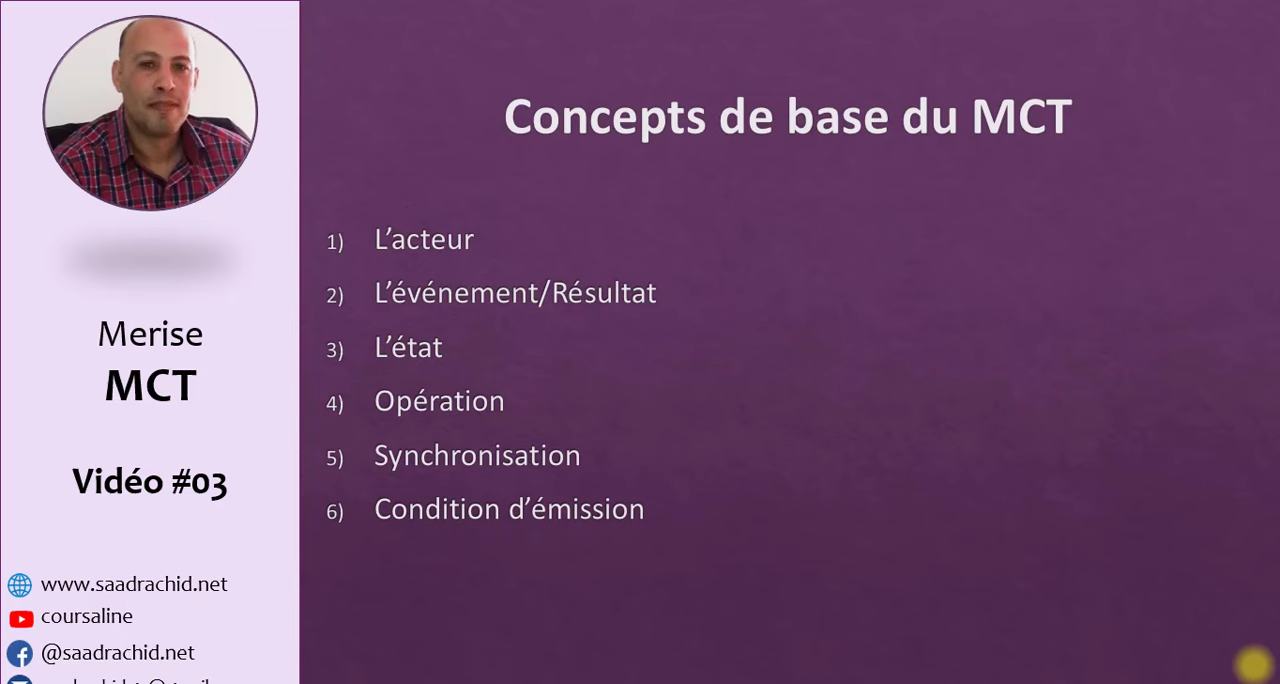 Merise
MCT
Vidéo #03
www.saadrachid.net
coursaline
@saadrachid.net
Concepts de base du MCT
1) L’acteur
2) L’événement/Résultat
3) L’état
4) Opération
5) Synchronisation
6) Condition d’émission